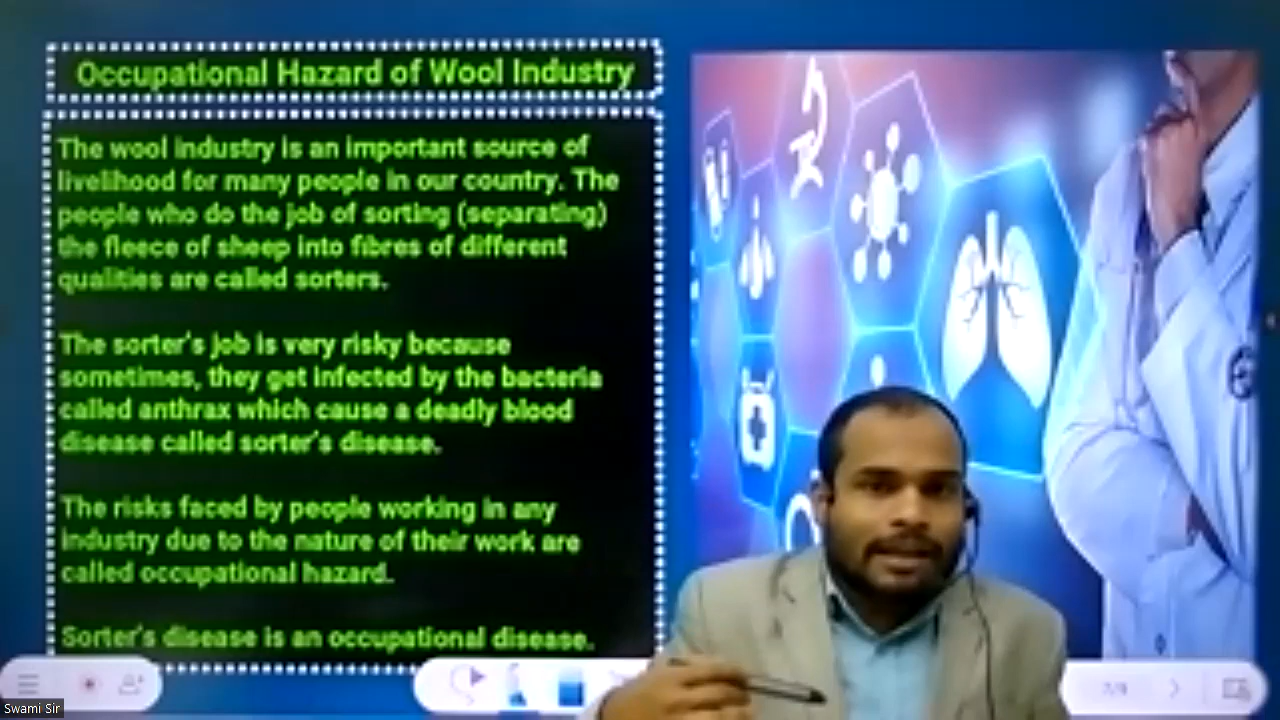 Occupational Hazard of Wool Industry
The wool industry is an important source of
livelihood for many people in our country. The
people who do the job of sorting (separating)
the fleece of sheep into fibres of different
qualities are called sorters.
The sorter's job is very risky because
sometimes, they get infected by the bacteria
called anthrax which cause a deadly blood
disease called sorter's disease.
The risks faced by people working in any
industry due to the nature of their work are
called occupational hazard.
Sorter's disease is an occupational disease.
Swami Sir